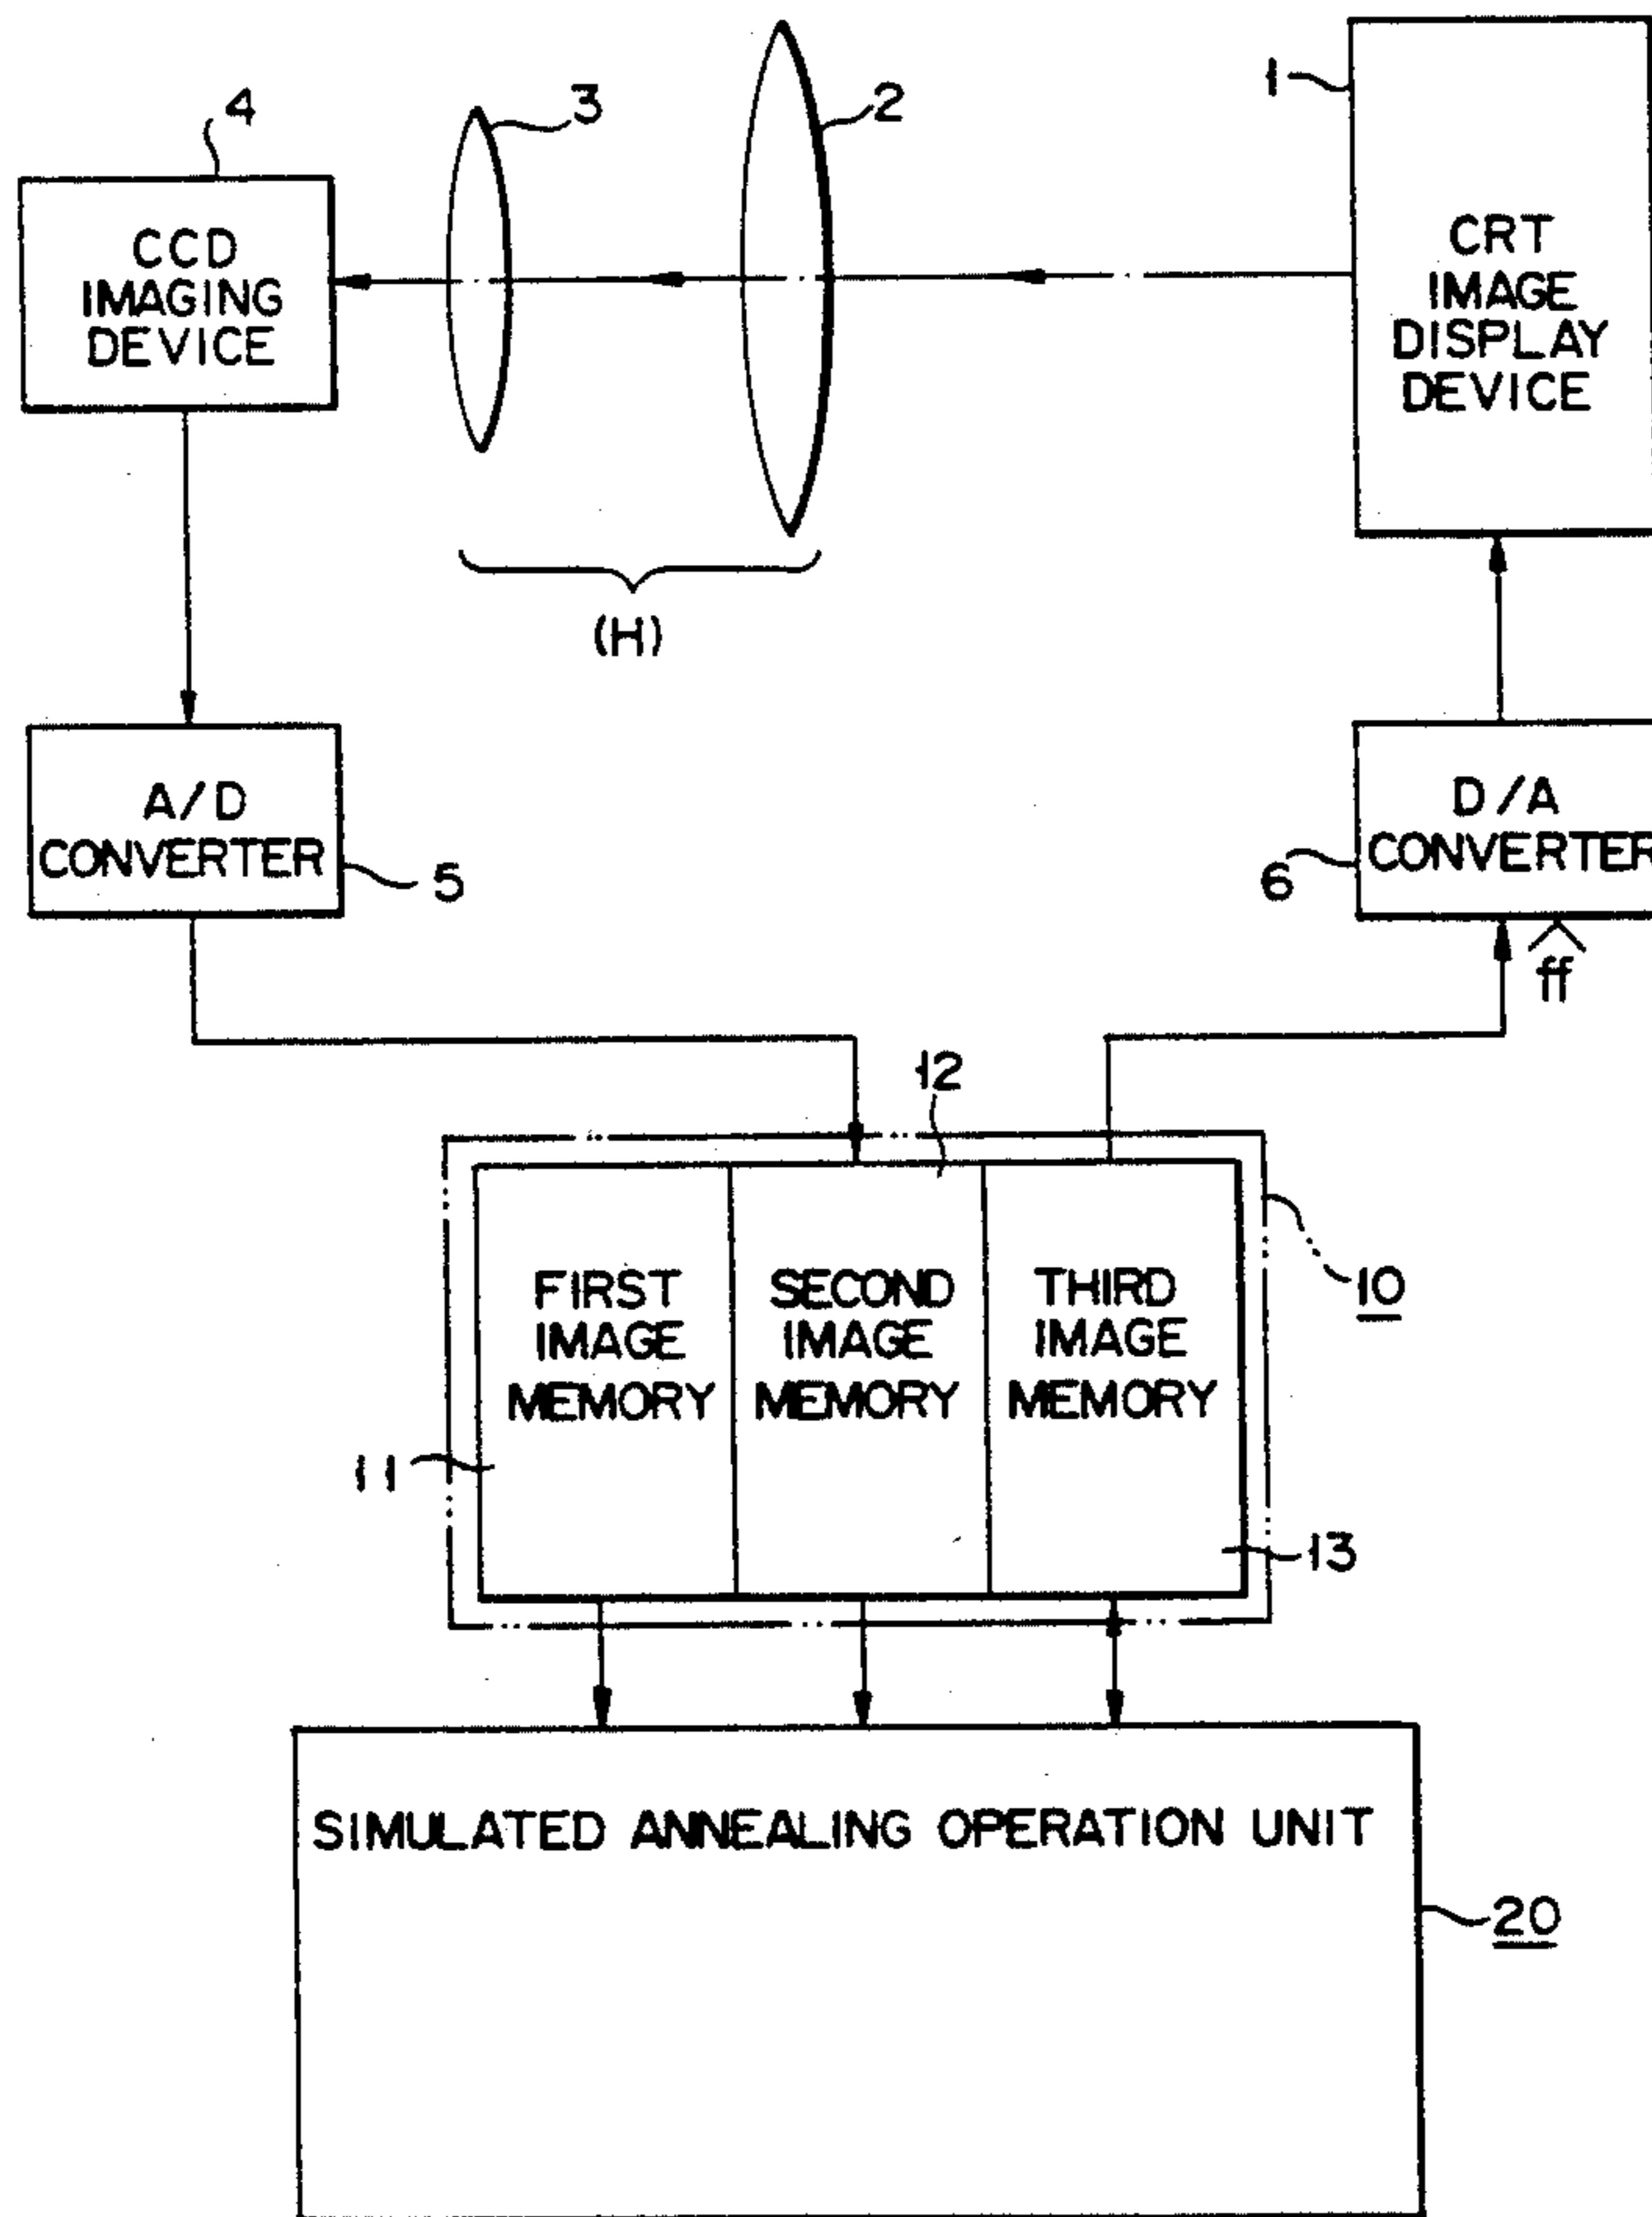 4
3
2
1
CCD
IMAGING
DEVICE
CRT
IMAGE
DISPLAY
DEVICE
(H)
A/D
CONVERTER
5
D/A
CONVERTER
6
ff
12
FIRST
IMAGE
MEMORY
SECOND
IMAGE
MEMORY
THIRD
IMAGE
MEMORY
10
11
13
SIMULATED ANNEALING OPERATION UNIT
20